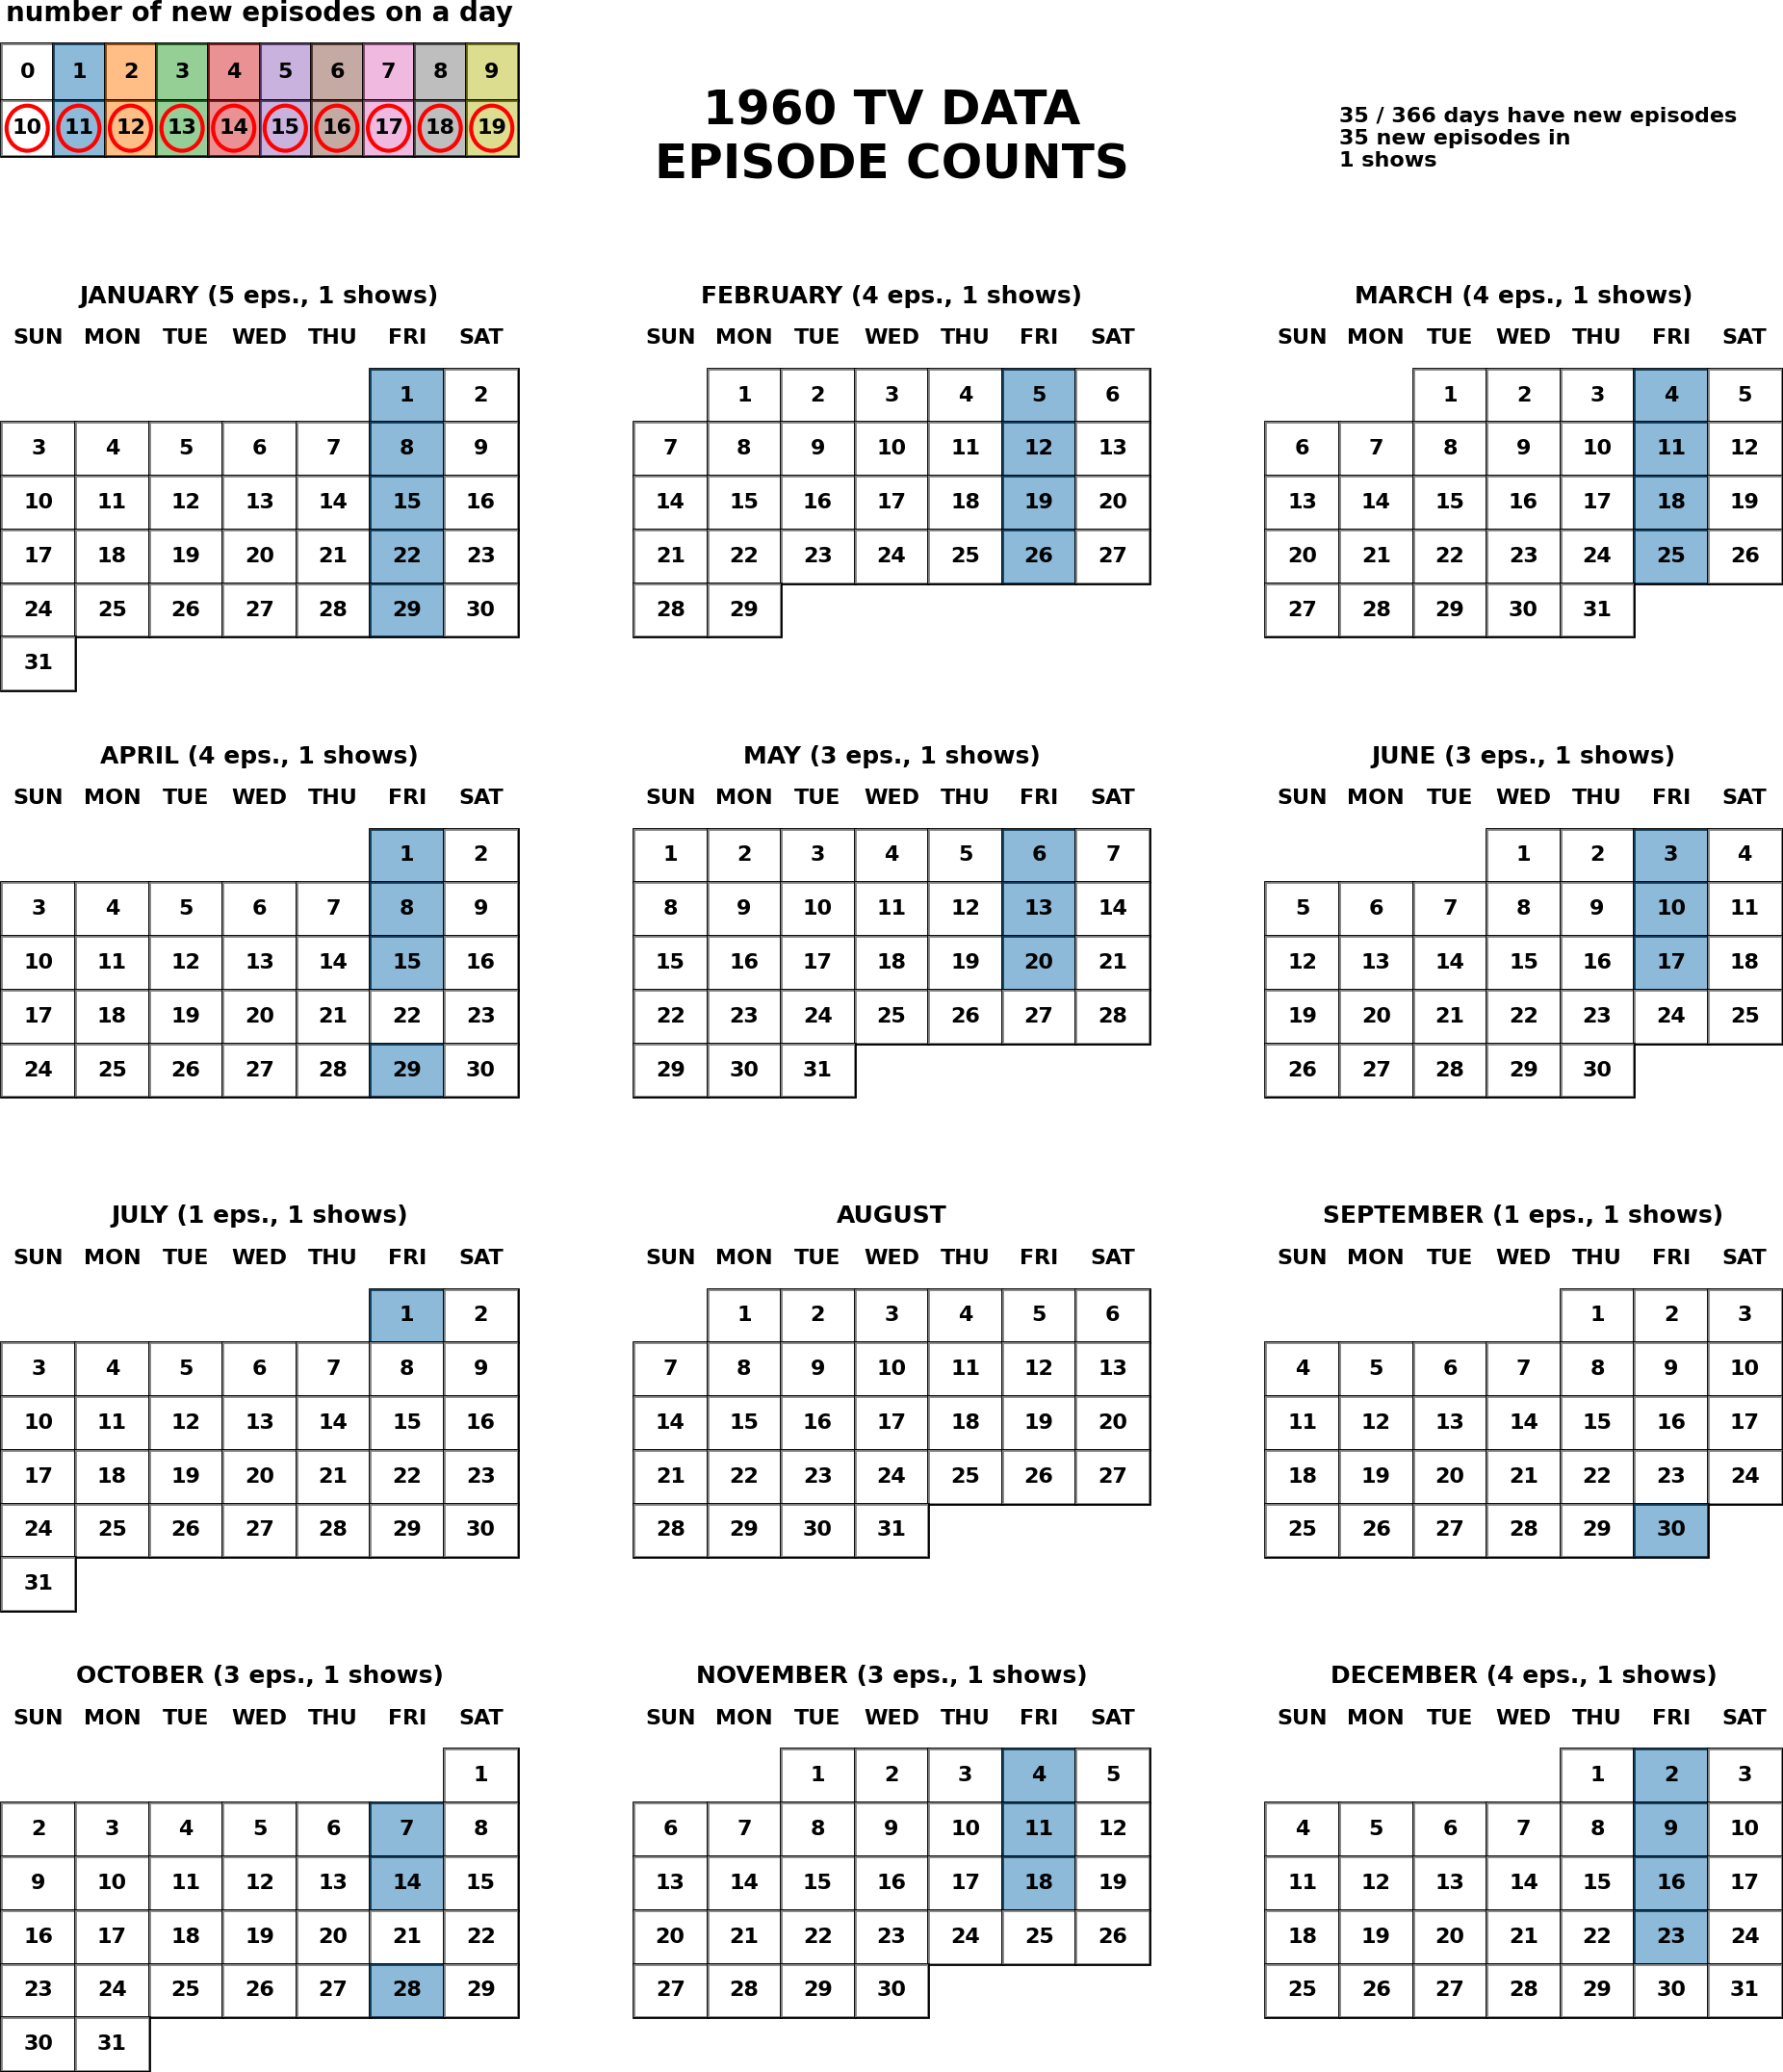 number of new episodes on a day
0 1 2 3 4 5 6 7 8 9
10 11 12 13 14 15 16 17 18 19
1960 TV DATA
EPISODE COUNTS
35 / 366 days have new episodes
35 new episodes in
1 shows
JANUARY (5 eps., 1 shows)
SUN MON TUE WED THU FRI SAT
1 2
3 4 5 6 7 8 9
10 11 12 13 14 15 16
17 18 19 20 21 22 23
24 25 26 27 28 29 30
31
FEBRUARY (4 eps., 1 shows)
SUN MON TUE WED THU FRI SAT
1 2 3 4 5 6
7 8 9 10 11 12 13
14 15 16 17 18 19 20
21 22 23 24 25 26 27
28 29
MARCH (4 eps., 1 shows)
SUN MON TUE WED THU FRI SAT
1 2 3 4 5
6 7 8 9 10 11 12
13 14 15 16 17 18 19
20 21 22 23 24 25 26
27 28 29 30 31
APRIL (4 eps., 1 shows)
SUN MON TUE WED THU FRI SAT
1 2
3 4 5 6 7 8 9
10 11 12 13 14 15 16
17 18 19 20 21 22 23
24 25 26 27 28 29 30
MAY (3 eps., 1 shows)
SUN MON TUE WED THU FRI SAT
1 2 3 4 5 6 7
8 9 10 11 12 13 14
15 16 17 18 19 20 21
22 23 24 25 26 27 28
29 30 31
JUNE (3 eps., 1 shows)
SUN MON TUE WED THU FRI SAT
1 2 3 4
5 6 7 8 9 10 11
12 13 14 15 16 17 18
19 20 21 22 23 24 25
26 27 28 29 30
JULY (1 eps., 1 shows)
SUN MON TUE WED THU FRI SAT
1 2
3 4 5 6 7 8 9
10 11 12 13 14 15 16
17 18 19 20 21 22 23
24 25 26 27 28 29 30
31
AUGUST
SUN MON TUE WED THU FRI SAT
1 2 3 4 5 6
7 8 9 10 11 12 13
14 15 16 17 18 19 20
21 22 23 24 25 26 27
28 29 30 31
SEPTEMBER (1 eps., 1 shows)
SUN MON TUE WED THU FRI SAT
1 2 3
4 5 6 7 8 9 10
11 12 13 14 15 16 17
18 19 20 21 22 23 24
25 26 27 28 29 30
OCTOBER (3 eps., 1 shows)
SUN MON TUE WED THU FRI SAT
1
2 3 4 5 6 7 8
9 10 11 12 13 14 15
16 17 18 19 20 21 22
23 24 25 26 27 28 29
30 31
NOVEMBER (3 eps., 1 shows)
SUN MON TUE WED THU FRI SAT
1 2 3 4 5
6 7 8 9 10 11 12
13 14 15 16 17 18 19
20 21 22 23 24 25 26
27 28 29 30
DECEMBER (4 eps., 1 shows)
SUN MON TUE WED THU FRI SAT
1 2 3
4 5 6 7 8 9 10
11 12 13 14 15 16 17
18 19 20 21 22 23 24
25 26 27 28 29 30 31